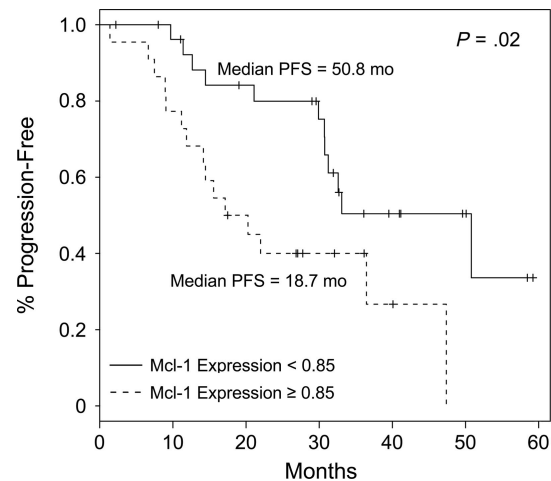 1.0
0.8
0.6
0.4
0.2
0
% Progression-Free
P = .02
Median PFS = 50.8 mo
Median PFS = 18.7 mo
Mcl-1 Expression < 0.85
Mcl-1 Expression ≥ 0.85
0 10 20 30 40 50 60
Months